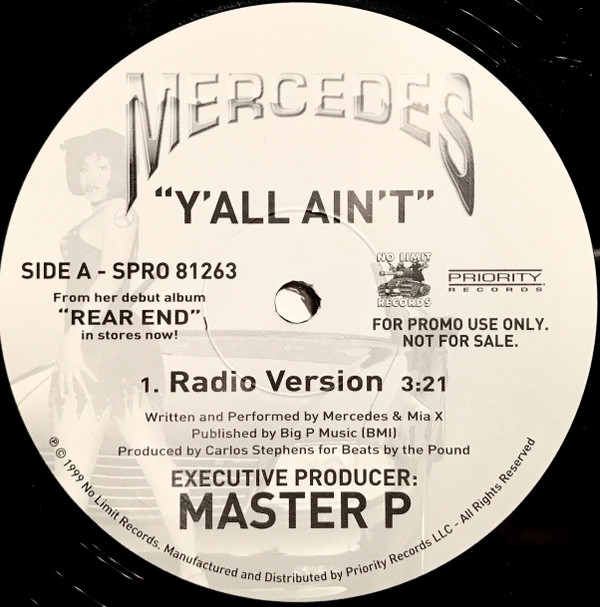 MERCEDES
"Y'ALL AIN'T"
SIDE A - SPRO 81263
From her debut album
"REAR END"
in stores now!
NO LIMIT
RECORDS
PRIORITY
RECORDS
FOR PROMO USE ONLY.
NOT FOR SALE.
1. Radio Version 3:21
Written and Performed by Mercedes & Mia X
Published by Big P Music (BMI)
Produced by Carlos Stephens for Beats by the Pound
EXECUTIVE PRODUCER:
MASTER P
℗ © 1999 No Limit Records. Manufactured and Distributed by Priority Records LLC - All Rights Reserved